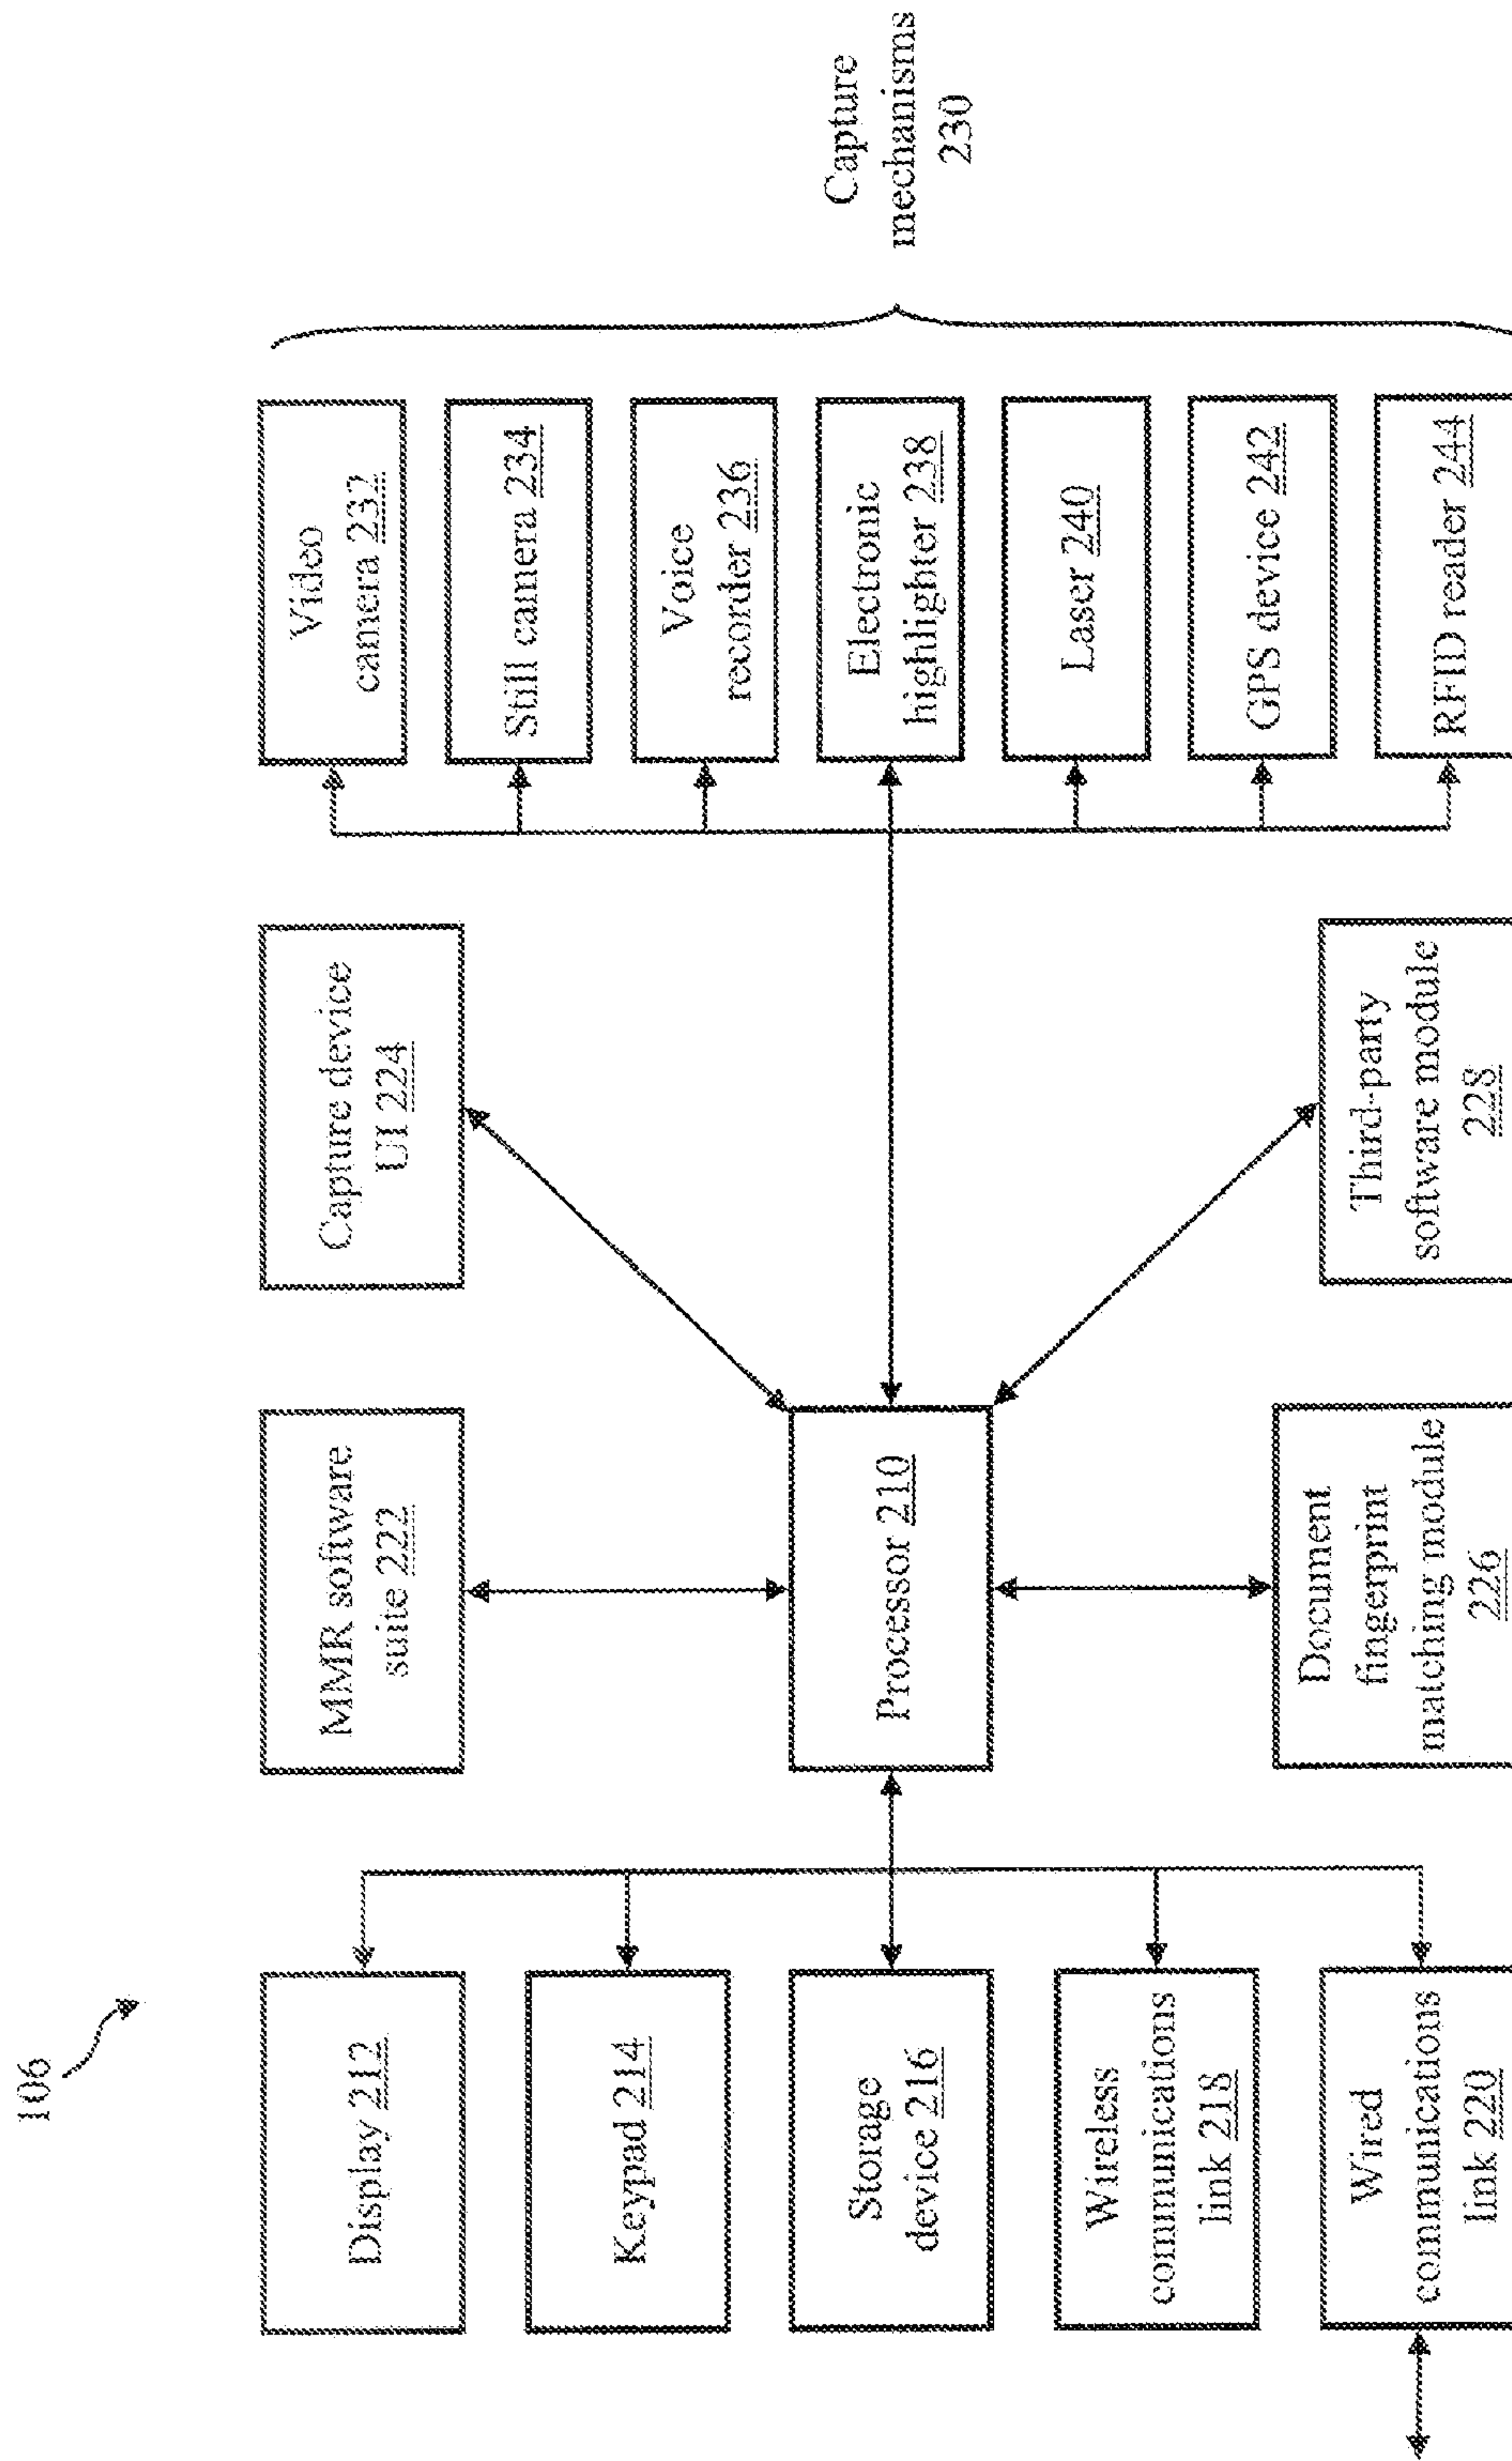 106
Display 212
Keypad 214
Storage
device 216
Wireless
communications
link 218
Wired
communications
link 220
MMR software
suite 222
Processor 210
Document
fingerprint
matching module
226
Capture device
UI 224
Third-party
software module
228
Video
camera 232
Still camera 234
Voice
recorder 236
Electronic
highlighter 238
Laser 240
GPS device 242
RFID reader 244
Capture
mechanisms
230